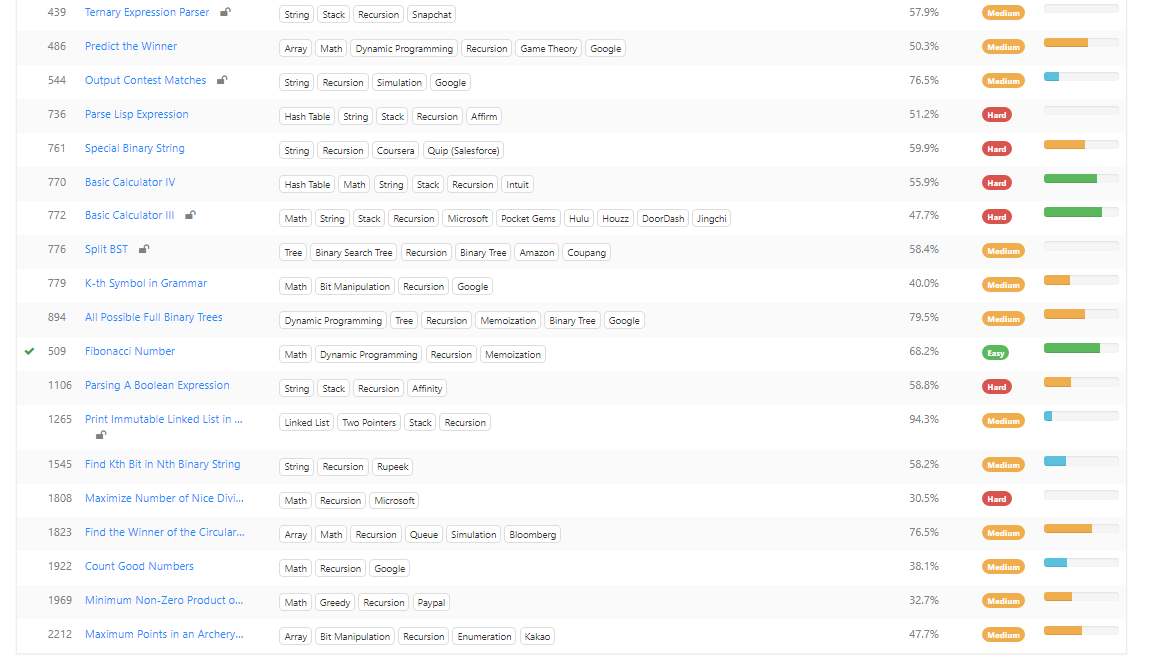 439 Ternary Expression Parser String Stack Recursion Snapchat 57.9% Medium
486 Predict the Winner Array Math Dynamic Programming Recursion Game Theory Google 50.3% Medium
544 Output Contest Matches String Recursion Simulation Google 76.5% Medium
736 Parse Lisp Expression Hash Table String Stack Recursion Affirm 51.2% Hard
761 Special Binary String String Recursion Coursera Quip (Salesforce) 59.9% Hard
770 Basic Calculator IV Hash Table Math String Stack Recursion Intuit 55.9% Hard
772 Basic Calculator III Math String Stack Recursion Microsoft Pocket Gems Hulu Houzz DoorDash Jingchi 47.7% Hard
776 Split BST Tree Binary Search Tree Recursion Binary Tree Amazon Coupang 58.4% Medium
779 K-th Symbol in Grammar Math Bit Manipulation Recursion Google 40.0% Medium
894 All Possible Full Binary Trees Dynamic Programming Tree Recursion Memoization Binary Tree Google 79.5% Medium
509 Fibonacci Number Math Dynamic Programming Recursion Memoization 68.2% Easy
1106 Parsing A Boolean Expression String Stack Recursion Affinity 58.8% Hard
1265 Print Immutable Linked List in ... Linked List Two Pointers Stack Recursion 94.3% Medium
1545 Find Kth Bit in Nth Binary String String Recursion Rupeek 58.2% Medium
1808 Maximize Number of Nice Divi... Math Recursion Microsoft 30.5% Hard
1823 Find the Winner of the Circular... Array Math Recursion Queue Simulation Bloomberg 76.5% Medium
1922 Count Good Numbers Math Recursion Google 38.1% Medium
1969 Minimum Non-Zero Product o... Math Greedy Recursion Paypal 32.7% Medium
2212 Maximum Points in an Archery... Array Bit Manipulation Recursion Enumeration Kakao 47.7% Medium